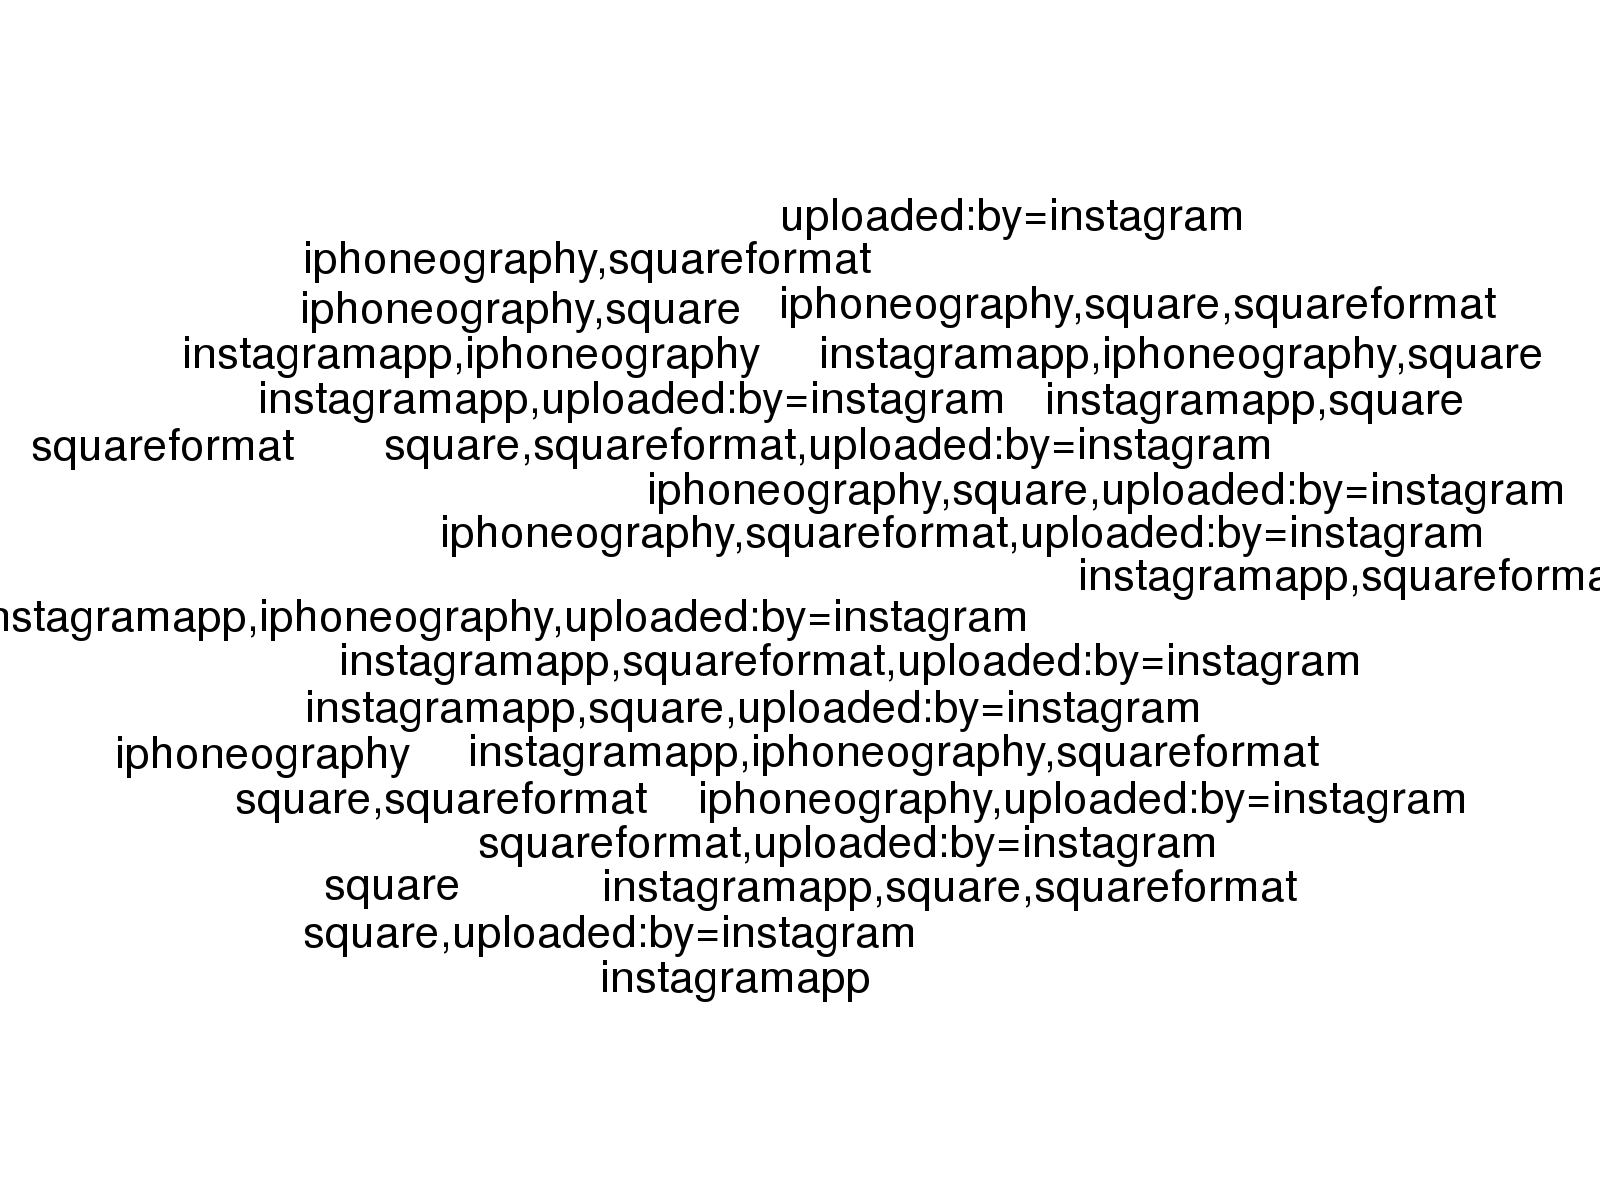 uploaded:by=instagram
iphoneography,squareformat
iphoneography,square iphoneography,square,squareformat
instagramapp,iphoneography instagramapp,iphoneography,square
instagramapp,uploaded:by=instagram instagramapp,square
squareformat square,squareformat,uploaded:by=instagram
iphoneography,square,uploaded:by=instagram
iphoneography,squareformat,uploaded:by=instagram
instagramapp,squareforma
nstagramapp,iphoneography,uploaded:by=instagram
instagramapp,squareformat,uploaded:by=instagram
instagramapp,square,uploaded:by=instagram
iphoneography instagramapp,iphoneography,squareformat
square,squareformat iphoneography,uploaded:by=instagram
squareformat,uploaded:by=instagram
square instagramapp,square,squareformat
square,uploaded:by=instagram
instagramapp